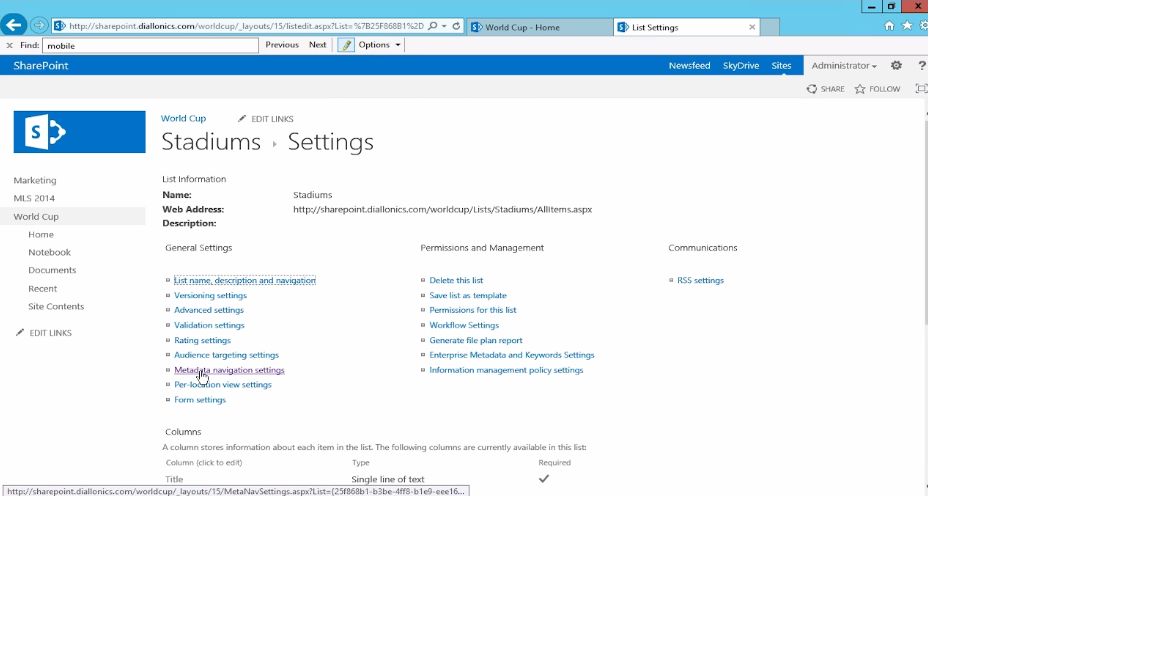 http://sharepoint.diallonics.com/worldcup/_layouts/15/listedit.aspx?List=%7B25F868B1%2D
World Cup - Home
List Settings
Find: mobile
Previous Next Options
SharePoint
Newsfeed SkyDrive Sites Administrator ?
SHARE FOLLOW
World Cup EDIT LINKS
S
Stadiums Settings
Marketing
MLS 2014
World Cup
Home
Notebook
Documents
Recent
Site Contents
EDIT LINKS
List Information
Name: Stadiums
Web Address: http://sharepoint.diallonics.com/worldcup/Lists/Stadiums/AllItems.aspx
Description:
General Settings
List name, description and navigation
Versioning settings
Advanced settings
Validation settings
Rating settings
Audience targeting settings
Metadata navigation settings
Per-location view settings
Form settings
Permissions and Management
Delete this list
Save list as template
Permissions for this list
Workflow Settings
Generate file plan report
Enterprise Metadata and Keywords Settings
Information management policy settings
Communications
RSS settings
Columns
A column stores information about each item in the list. The following columns are currently available in this list:
Column (click to edit) Type Required
Title Single line of text
http://sharepoint.diallonics.com/worldcup/_layouts/15/MetaNavSettings.aspx?List={25f868b1-b3be-4ff8-b1e9-eee16...